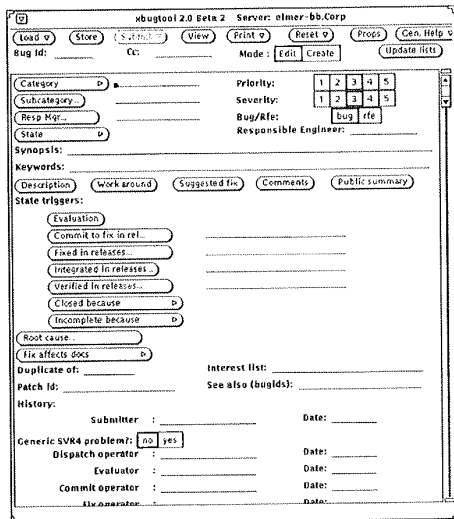 xbugtool 2.0 Beta 2 Server: elmer-bb.Corp
Load Store Submit View Print Reset Props Gen. Help
Bug Id: Cc: Mode : Edit Create Update lists
Category Priority: 1 2 3 4 5
Subcategory... Severity: 1 2 3 4 5
Resp Mgr... Bug/Rfe: bug rfe
State Responsible Engineer:
Synopsis:
Keywords:
Description Work around Suggested fix Comments Public summary
State triggers:
Evaluation
Commit to fix in rel...
Fixed in releases...
Integrated in releases...
Verified in releases...
Closed because
Incomplete because
Root cause...
Fix affects docs
Duplicate of: Interest list:
Patch id: See also (bugids):
History:
Submitter : Date:
Generic SVR4 problem?: no yes
Dispatch operator : Date:
Evaluator : Date:
Commit operator : Date:
Fix operator : Date: